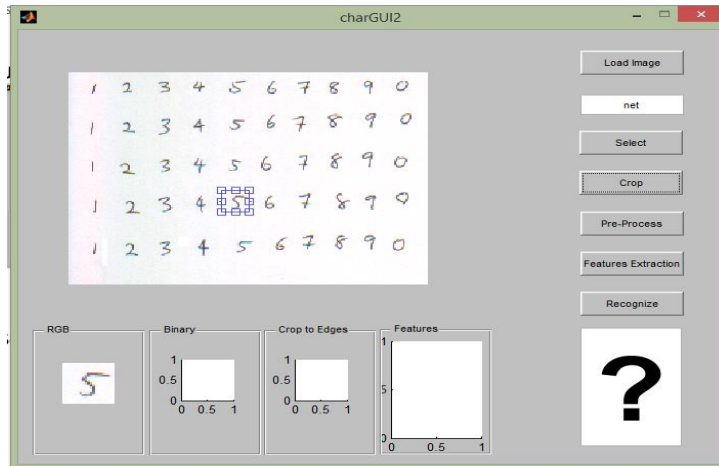 charGUI2
1 2 3 4 5 6 7 8 9 0
1 2 3 4 5 6 7 8 9 0
1 2 3 4 5 6 7 8 9 0
1 2 3 4 5 6 7 8 9 0
1 2 3 4 5 6 7 8 9 0
Load Image
net
Select
Crop
Pre-Process
Features Extraction
Recognize
RGB
5
Binary
1
0.5
0
0 0.5 1
Crop to Edges
1
0.5
0
0 0.5 1
Features
1
5
0
0 0.5 1
?